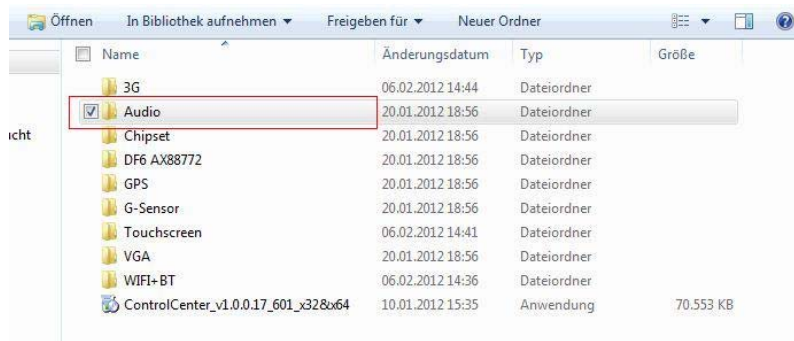 Öffnen In Bibliothek aufnehmen Freigeben für Neuer Ordner
Name Änderungsdatum Typ Größe
3G 06.02.2012 14:44 Dateiordner
Audio 20.01.2012 18:56 Dateiordner
Chipset 20.01.2012 18:56 Dateiordner
DF6 AX88772 20.01.2012 18:56 Dateiordner
GPS 20.01.2012 18:56 Dateiordner
G-Sensor 20.01.2012 18:56 Dateiordner
Touchscreen 06.02.2012 14:41 Dateiordner
VGA 20.01.2012 18:56 Dateiordner
WIFI+BT 06.02.2012 14:36 Dateiordner
ControlCenter_v1.0.0.17_601_x32&x64 10.01.2012 15:35 Anwendung 70.553 KB